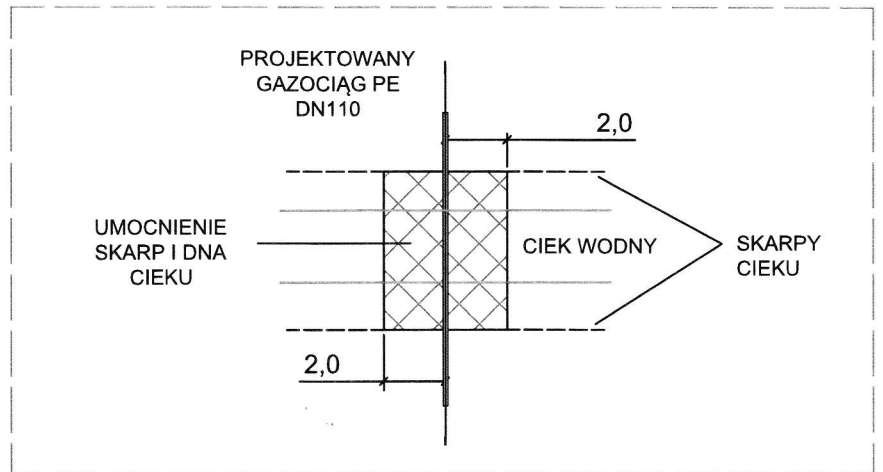 PROJEKTOWANY
GAZOCIĄG PE
DN110
2,0
UMOCNIENIE
SKARP I DNA
CIEKU
CIEK WODNY
SKARPY
CIEKU
2,0